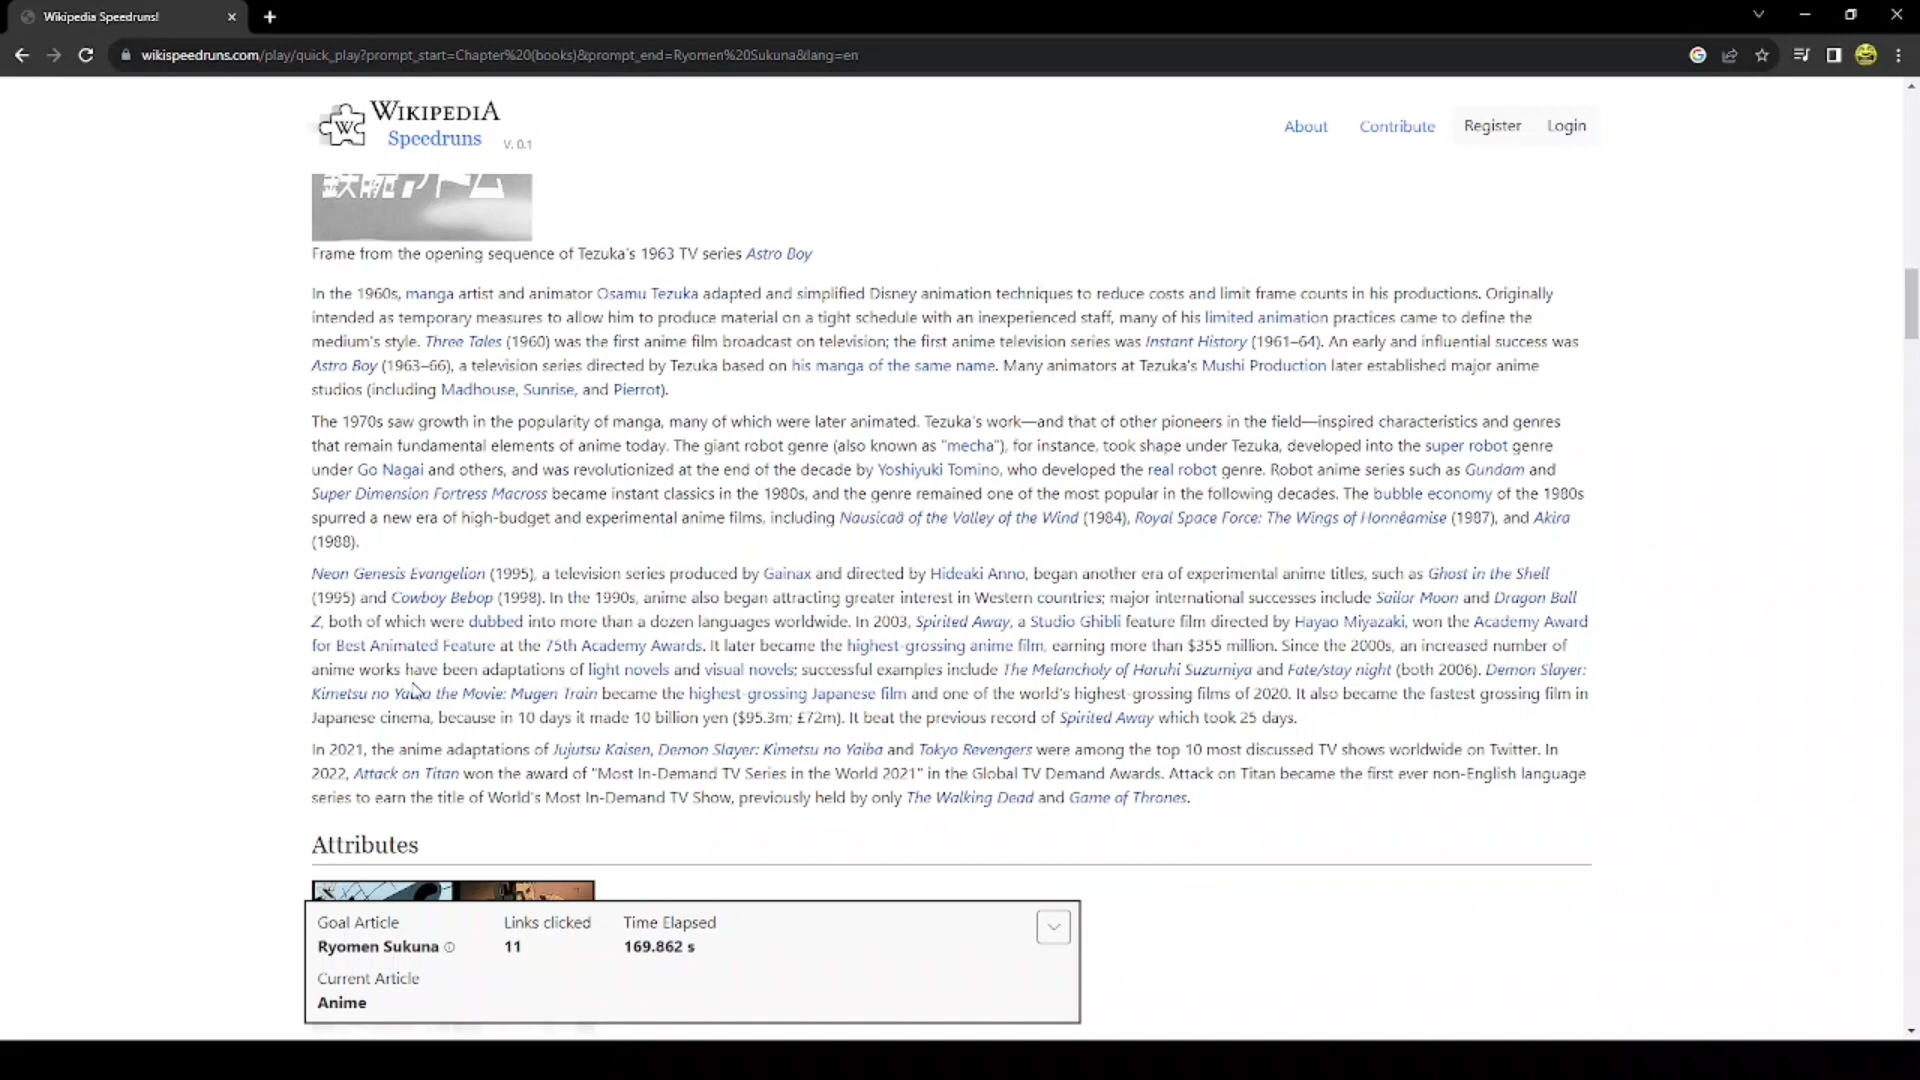 Wikipedia Speedruns!
wikispeedruns.com/play/quick_play?prompt_start=Chapter%20(books)&prompt_end=Ryomen%20Sukuna&lang=en
WIKIPEDIA
Speedruns
V. 0.1
About
Contribute
Register
Login
鉄腕アトム
Frame from the opening sequence of Tezuka's 1963 TV series Astro Boy
In the 1960s, manga artist and animator Osamu Tezuka adapted and simplified Disney animation techniques to reduce costs and limit frame counts in his productions. Originally
intended as temporary measures to allow him to produce material on a tight schedule with an inexperienced staff, many of his limited animation practices came to define the
medium's style. Three Tales (1960) was the first anime film broadcast on television; the first anime television series was Instant History (1961–64). An early and influential success was
Astro Boy (1963–66), a television series directed by Tezuka based on his manga of the same name. Many animators at Tezuka's Mushi Production later established major anime
studios (including Madhouse, Sunrise, and Pierrot).
The 1970s saw growth in the popularity of manga, many of which were later animated. Tezuka's work—and that of other pioneers in the field—inspired characteristics and genres
that remain fundamental elements of anime today. The giant robot genre (also known as "mecha"), for instance, took shape under Tezuka, developed into the super robot genre
under Go Nagai and others, and was revolutionized at the end of the decade by Yoshiyuki Tomino, who developed the real robot genre. Robot anime series such as Gundam and
Super Dimension Fortress Macross became instant classics in the 1980s, and the genre remained one of the most popular in the following decades. The bubble economy of the 1980s
spurred a new era of high-budget and experimental anime films, including Nausicaä of the Valley of the Wind (1984), Royal Space Force: The Wings of Honnêamise (1987), and Akira
(1988).
Neon Genesis Evangelion (1995), a television series produced by Gainax and directed by Hideaki Anno, began another era of experimental anime titles, such as Ghost in the Shell
(1995) and Cowboy Bebop (1998). In the 1990s, anime also began attracting greater interest in Western countries; major international successes include Sailor Moon and Dragon Ball
Z, both of which were dubbed into more than a dozen languages worldwide. In 2003, Spirited Away, a Studio Ghibli feature film directed by Hayao Miyazaki, won the Academy Award
for Best Animated Feature at the 75th Academy Awards. It later became the highest-grossing anime film, earning more than $355 million. Since the 2000s, an increased number of
anime works have been adaptations of light novels and visual novels; successful examples include The Melancholy of Haruhi Suzumiya and Fate/stay night (both 2006). Demon Slayer:
Kimetsu no Yaiba the Movie: Mugen Train became the highest-grossing Japanese film and one of the world's highest-grossing films of 2020. It also became the fastest grossing film in
Japanese cinema, because in 10 days it made 10 billion yen ($95.3m; £72m). It beat the previous record of Spirited Away which took 25 days.
In 2021, the anime adaptations of Jujutsu Kaisen, Demon Slayer: Kimetsu no Yaiba and Tokyo Revengers were among the top 10 most discussed TV shows worldwide on Twitter. In
2022, Attack on Titan won the award of "Most In-Demand TV Series in the World 2021" in the Global TV Demand Awards. Attack on Titan became the first ever non-English language
series to earn the title of World's Most In-Demand TV Show, previously held by only The Walking Dead and Game of Thrones.
Attributes
Goal Article
Links clicked
Time Elapsed
Ryomen Sukuna
11
169.862 s
Current Article
Anime